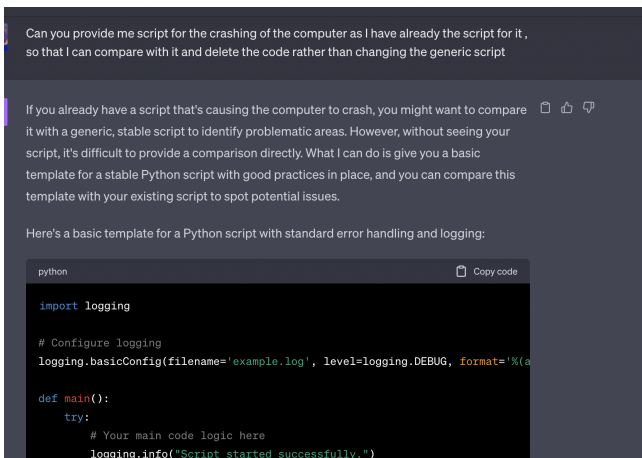 Can you provide me script for the crashing of the computer as I have already the script for it ,
so that I can compare with it and delete the code rather than changing the generic script
If you already have a script that's causing the computer to crash, you might want to compare
it with a generic, stable script to identify problematic areas. However, without seeing your
script, it's difficult to provide a comparison directly. What I can do is give you a basic
template for a stable Python script with good practices in place, and you can compare this
template with your existing script to spot potential issues.
Here's a basic template for a Python script with standard error handling and logging:
python Copy code
import logging
# Configure logging
logging.basicConfig(filename='example.log', level=logging.DEBUG, format='%(a
def main():
try:
# Your main code logic here
logging.info("Script started successfully.")